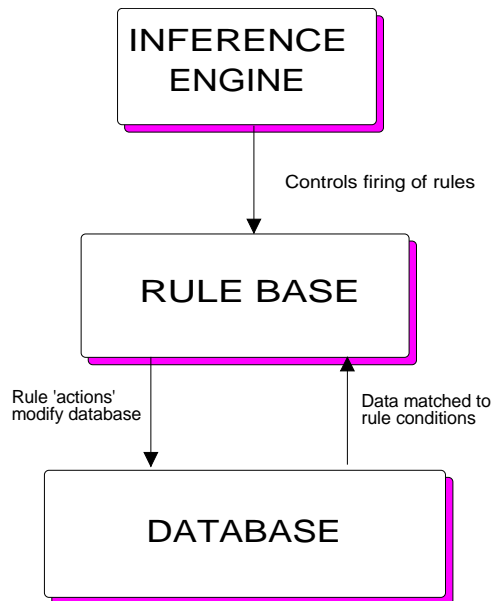 INFERENCE
ENGINE
Controls firing of rules
RULE BASE
Rule 'actions'
modify database
Data matched to
rule conditions
DATABASE